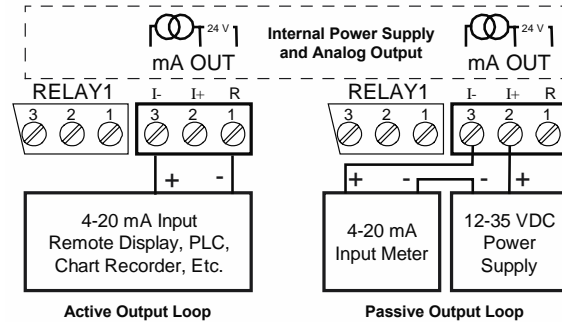 24 V
24 V
Internal Power Supply
and Analog Output
mA OUT
mA OUT
RELAY1
I- I+ R
RELAY1
I- I+ R
3 2 1
3 2 1
3 2 1
3 2 1
+ -
+ - - +
4-20 mA Input
Remote Display, PLC,
Chart Recorder, Etc.
4-20 mA
Input Meter
12-35 VDC
Power
Supply
Active Output Loop
Passive Output Loop